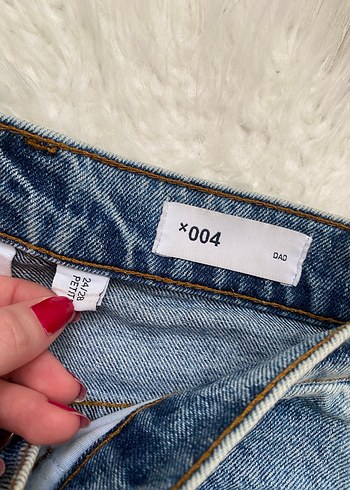 ×004
DAD
24/28
PETIT